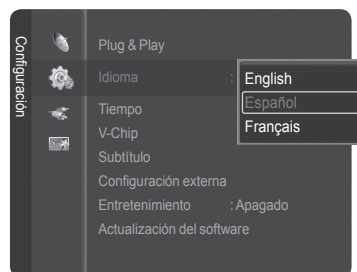 Configuración
Plug & Play
Idioma :
English
Español
Français
Tiempo
V-Chip
Subtítulo
Configuración externa
Entretenimiento : Apagado
Actualización del software